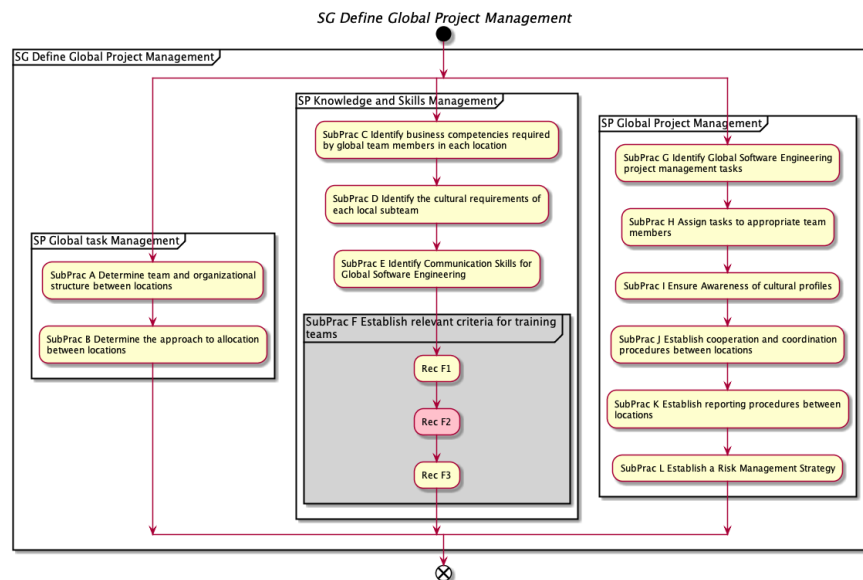 SG Define Global Project Management
SG Define Global Project Management
SP Global task Management
SubPrac A Determine team and organizational
structure between locations
SubPrac B Determine the approach to allocation
between locations
SP Knowledge and Skills Management
SubPrac C Identify business competencies required
by global team members in each location
SubPrac D Identify the cultural requirements of
each local subteam
SubPrac E Identify Communication Skills for
Global Software Engineering
SubPrac F Establish relevant criteria for training
teams
Rec F1
Rec F2
Rec F3
SP Global Project Management
SubPrac G Identify Global Software Engineering
project management tasks
SubPrac H Assign tasks to appropriate team
members
SubPrac I Ensure Awareness of cultural profiles
SubPrac J Establish cooperation and coordination
procedures between locations
SubPrac K Establish reporting procedures between
locations
SubPrac L Establish a Risk Management Strategy